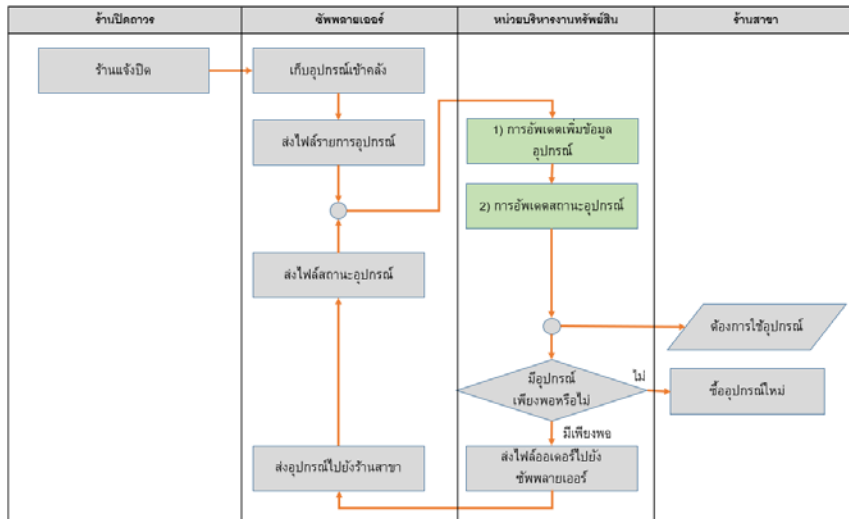 ร้านปิดถาวร
ซัพพลายเออร์
หน่วยบริหารงานทรัพย์สิน
ร้านสาขา
ร้านแจ้งปิด
เก็บอุปกรณ์เข้าคลัง
ส่งไฟล์รายการอุปกรณ์
1) การอัพเดตเพิ่มข้อมูล
อุปกรณ์
2) การอัพเดตสถานะอุปกรณ์
ส่งไฟล์สถานะอุปกรณ์
ต้องการใช้อุปกรณ์
มีอุปกรณ์
เพียงพอหรือไม่
ไม่
ซื้ออุปกรณ์ใหม่
มีเพียงพอ
ส่งอุปกรณ์ไปยังร้านสาขา
ส่งไฟล์ออเดอร์ไปยัง
ซัพพลายเออร์